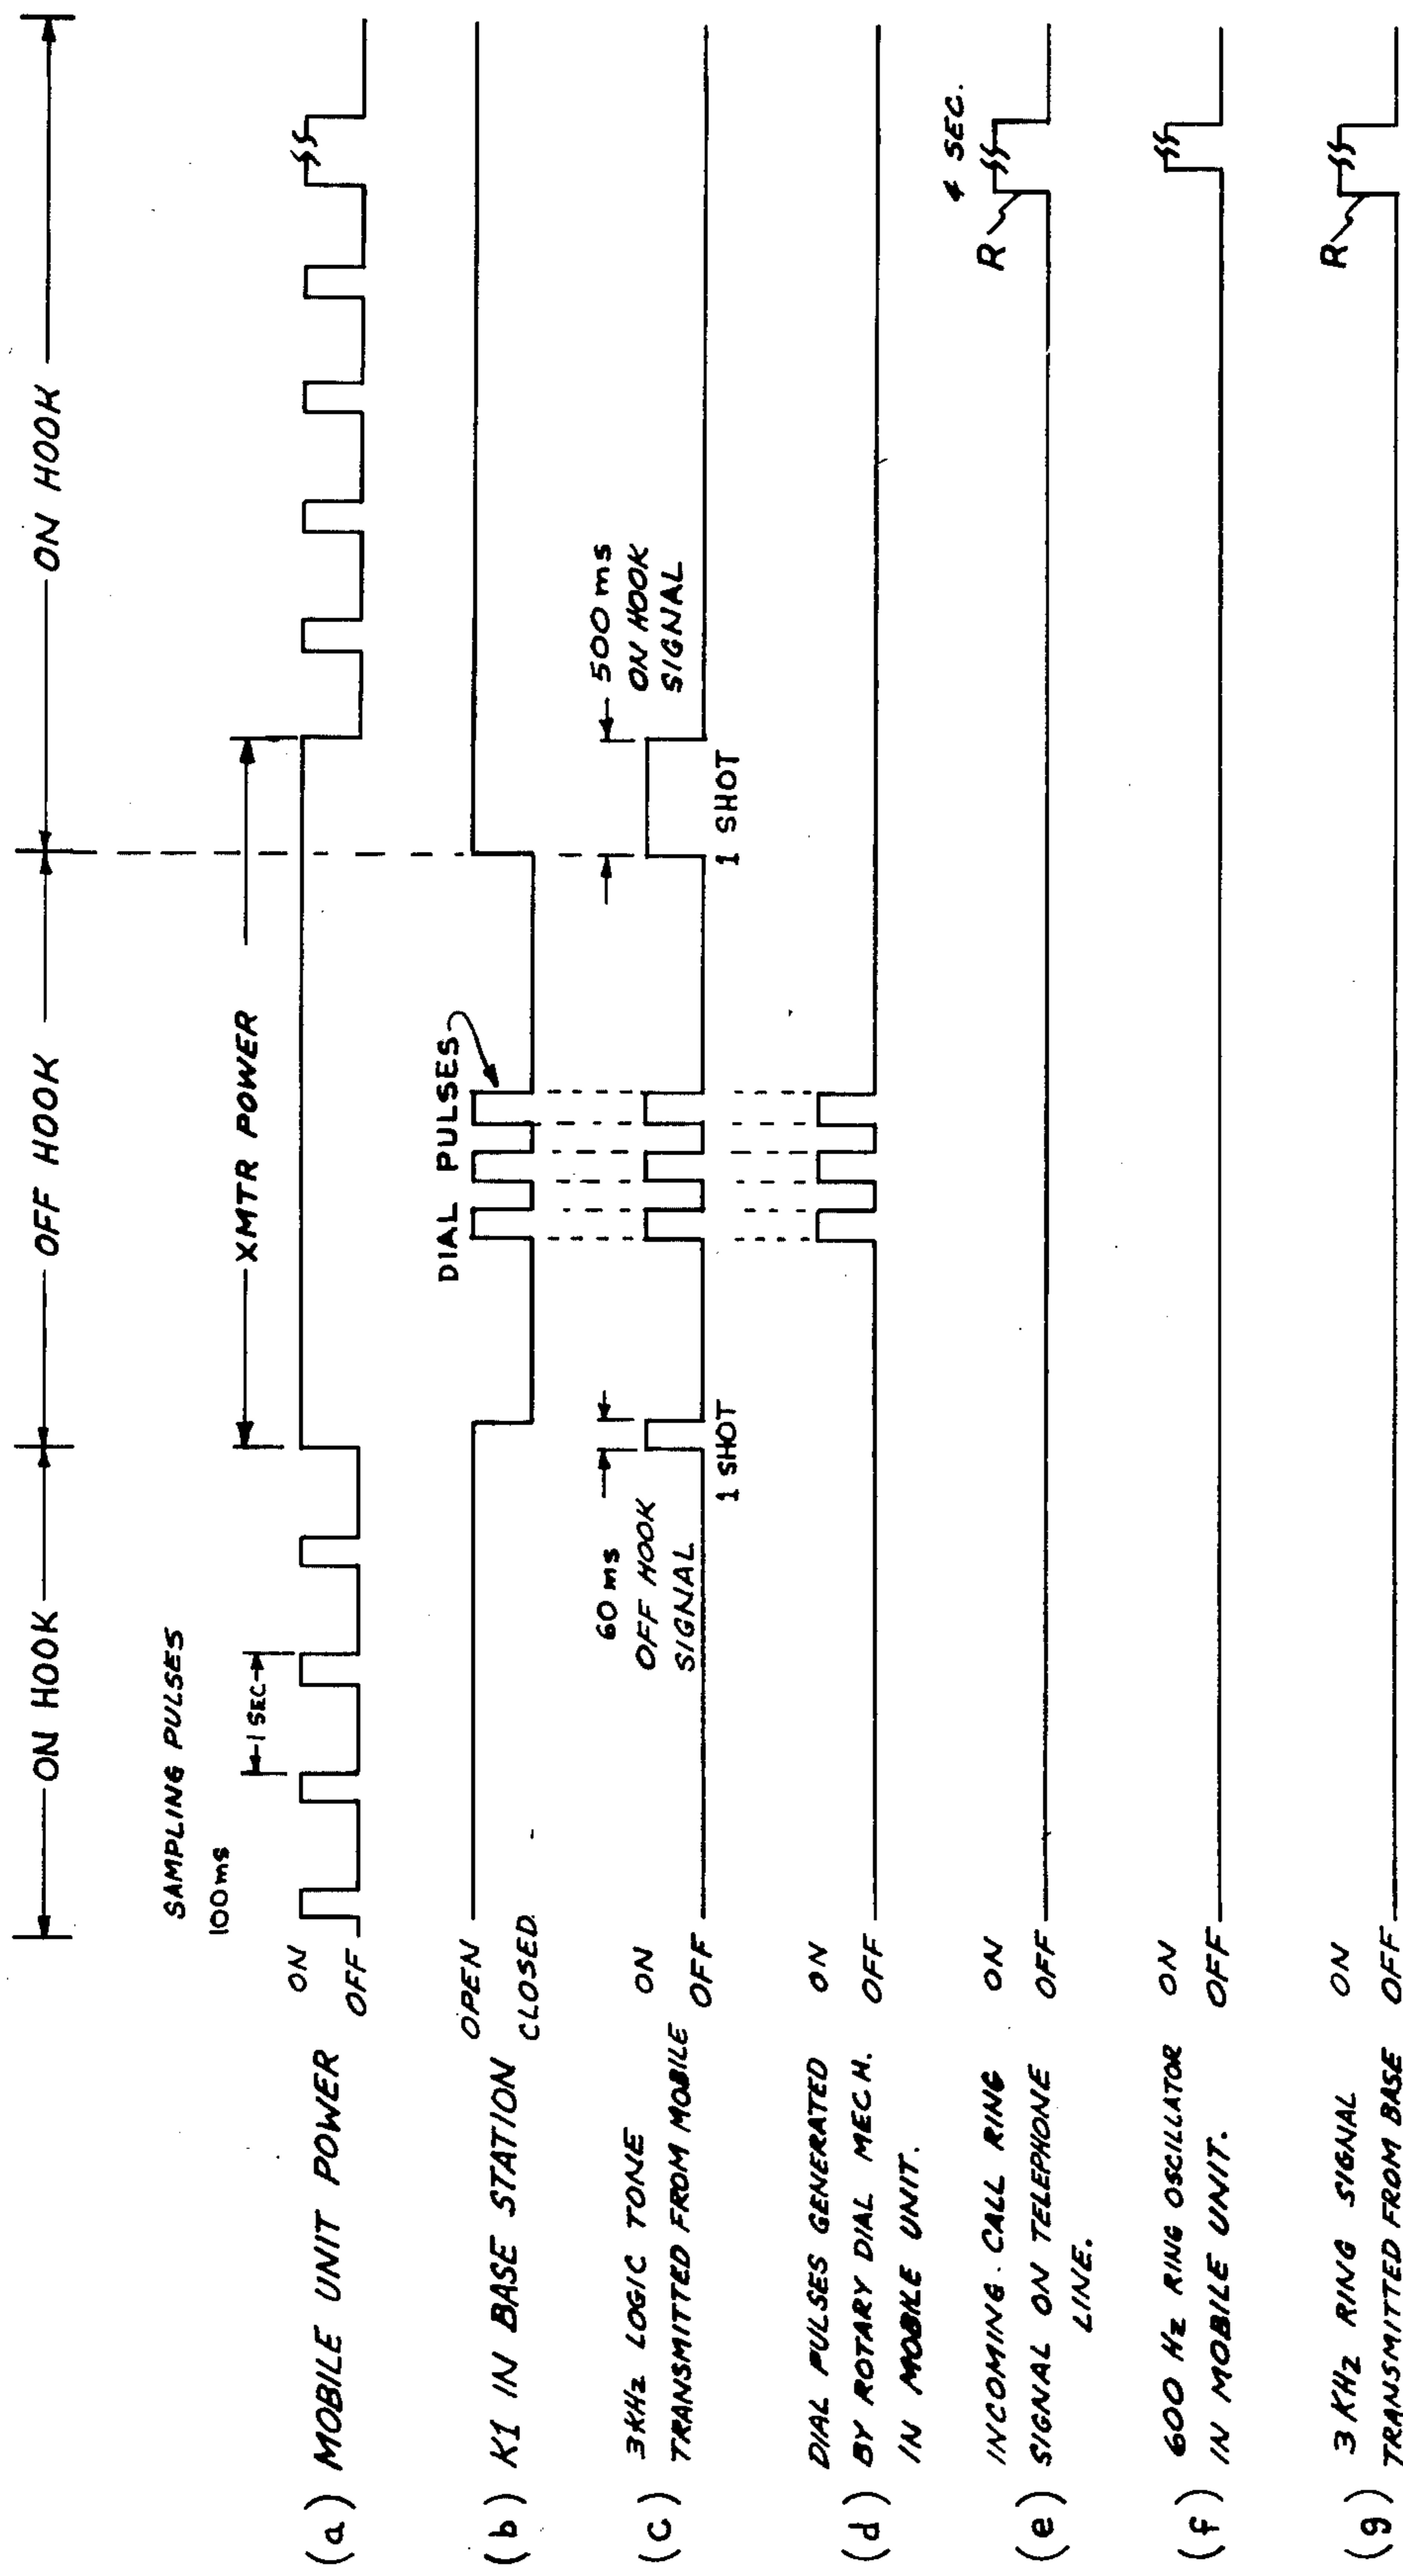 ON HOOK
OFF HOOK
ON HOOK
SAMPLING PULSES
100ms
1 SEC
XMTR POWER
(a) MOBILE UNIT POWER
ON
OFF
(b) K1 IN BASE STATION
OPEN
CLOSED
DIAL PULSES
(c) 3 KHz LOGIC TONE
TRANSMITTED FROM MOBILE
ON
OFF
60 ms
OFF HOOK
SIGNAL
1 SHOT
500 ms
ON HOOK
SIGNAL
1 SHOT
(d) DIAL PULSES GENERATED
BY ROTARY DIAL MECH.
IN MOBILE UNIT.
ON
OFF
(e) INCOMING CALL RING
SIGNAL ON TELEPHONE
LINE.
ON
OFF
R
4 SEC.
(f) 600 Hz RING OSCILLATOR
IN MOBILE UNIT.
ON
OFF
(g) 3 KHz RING SIGNAL
TRANSMITTED FROM BASE
ON
OFF
R